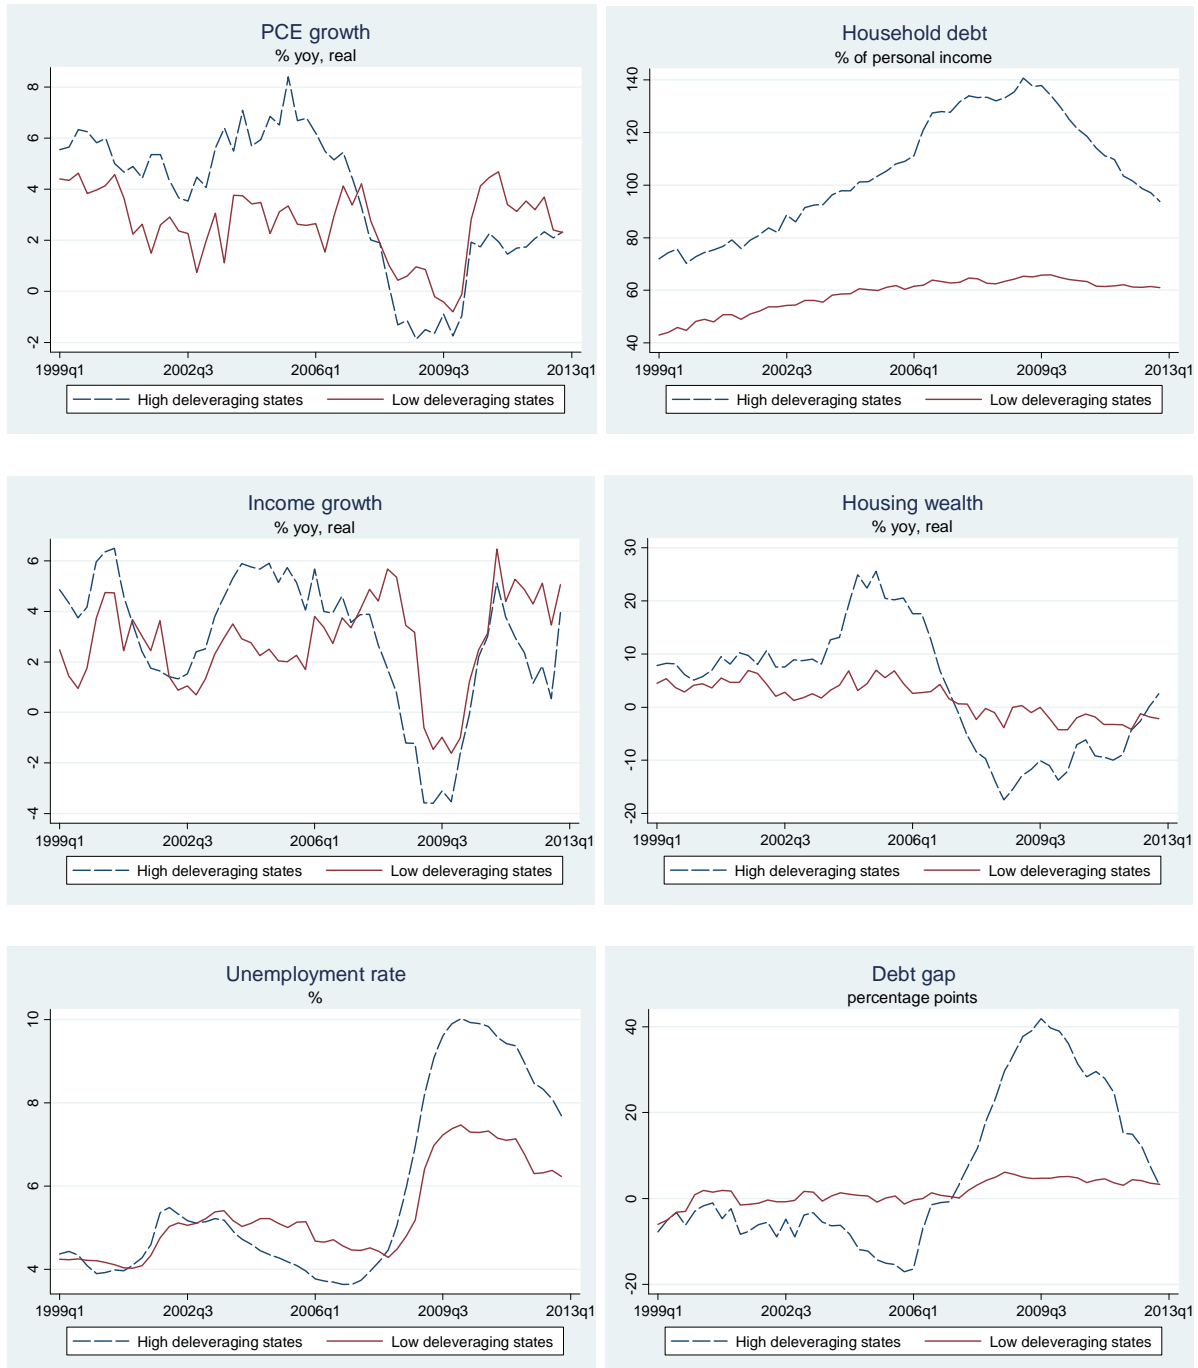 PCE growth
% yoy, real
8
6
4
2
0
-2
1999q1 2002q3 2006q1 2009q3 2013q1
High deleveraging states Low deleveraging states
Household debt
% of personal income
140
120
100
80
60
40
1999q1 2002q3 2006q1 2009q3 2013q1
High deleveraging states Low deleveraging states
Income growth
% yoy, real
6
4
2
0
-2
-4
1999q1 2002q3 2006q1 2009q3 2013q1
High deleveraging states Low deleveraging states
Housing wealth
% yoy, real
30
20
10
0
-10
-20
1999q1 2002q3 2006q1 2009q3 2013q1
High deleveraging states Low deleveraging states
Unemployment rate
%
10
8
6
4
1999q1 2002q3 2006q1 2009q3 2013q1
High deleveraging states Low deleveraging states
Debt gap
percentage points
40
20
0
-20
1999q1 2002q3 2006q1 2009q3 2013q1
High deleveraging states Low deleveraging states